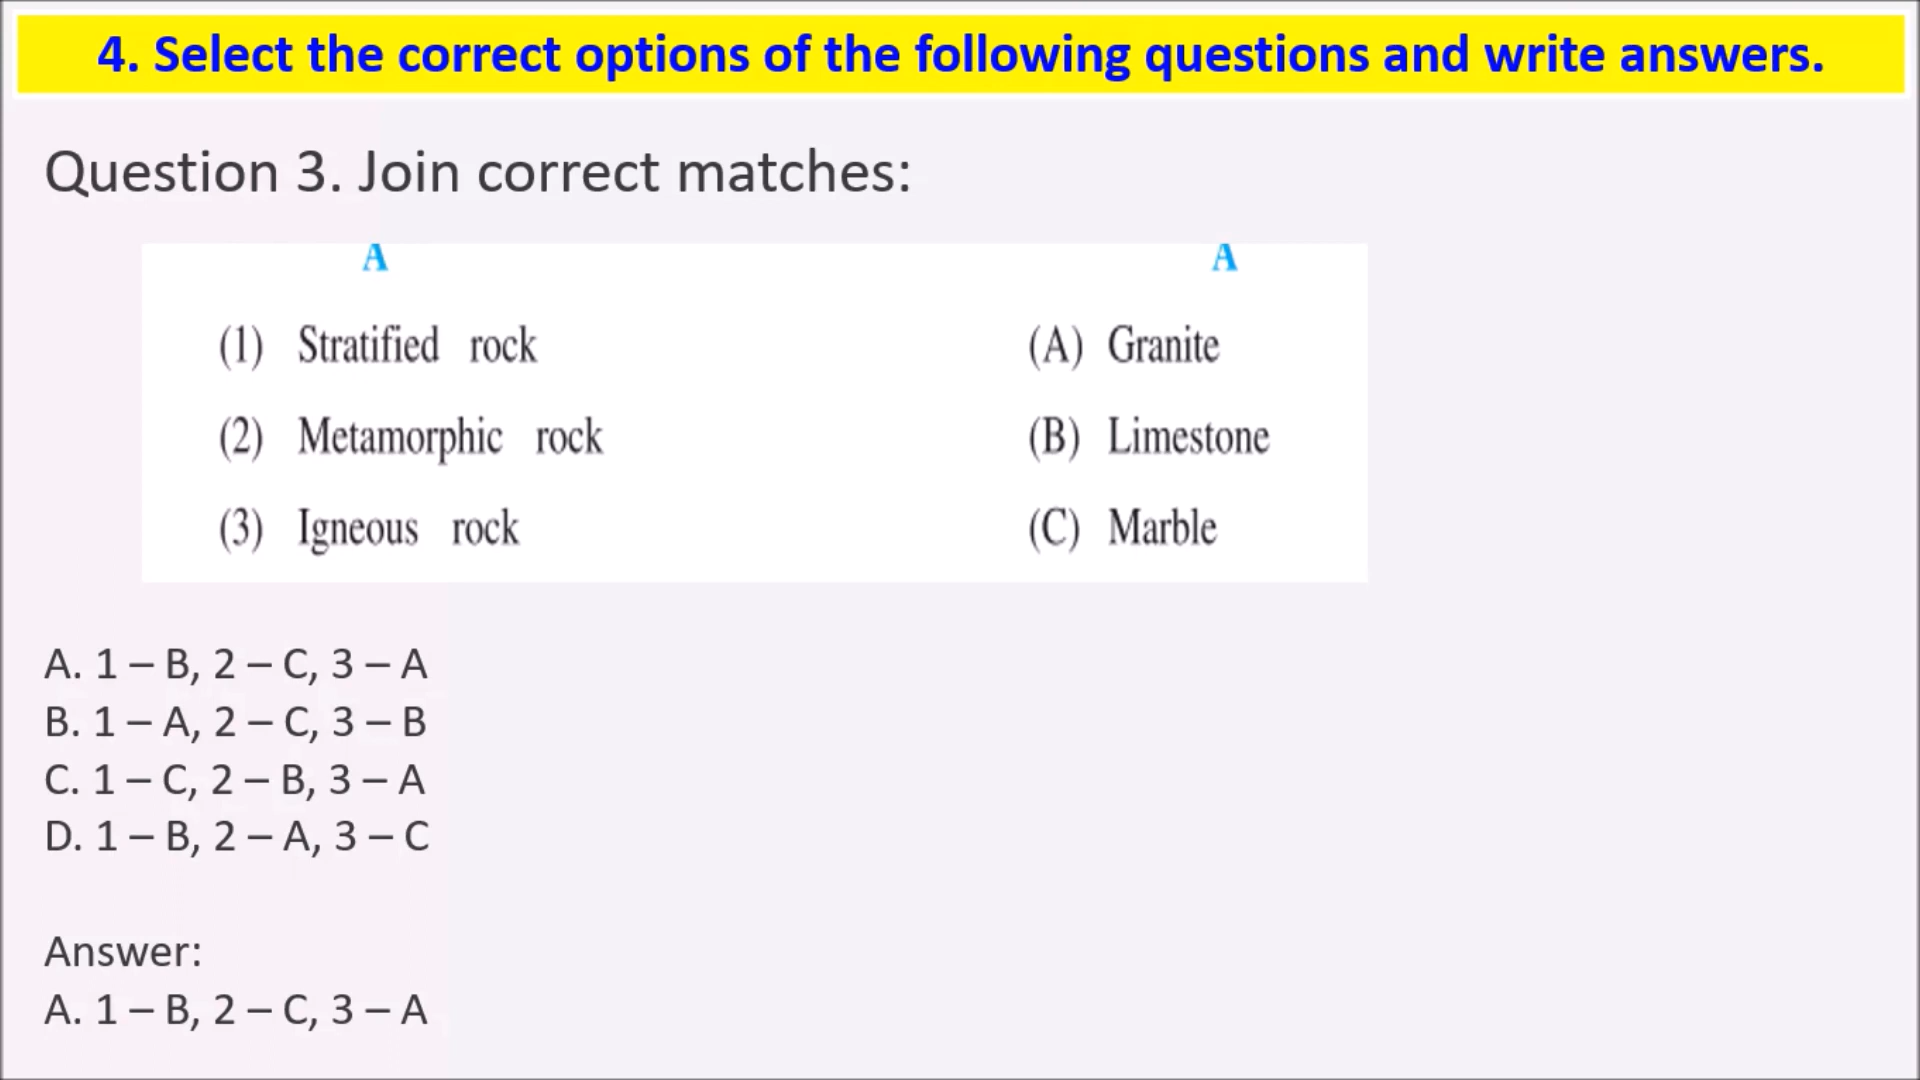 4. Select the correct options of the following questions and write answers.
Question 3. Join correct matches:
A A
(1) Stratified rock (A) Granite
(2) Metamorphic rock (B) Limestone
(3) Igneous rock (C) Marble
A. 1 – B, 2 – C, 3 – A
B. 1 – A, 2 – C, 3 – B
C. 1 – C, 2 – B, 3 – A
D. 1 – B, 2 – A, 3 – C
Answer:
A. 1 – B, 2 – C, 3 – A